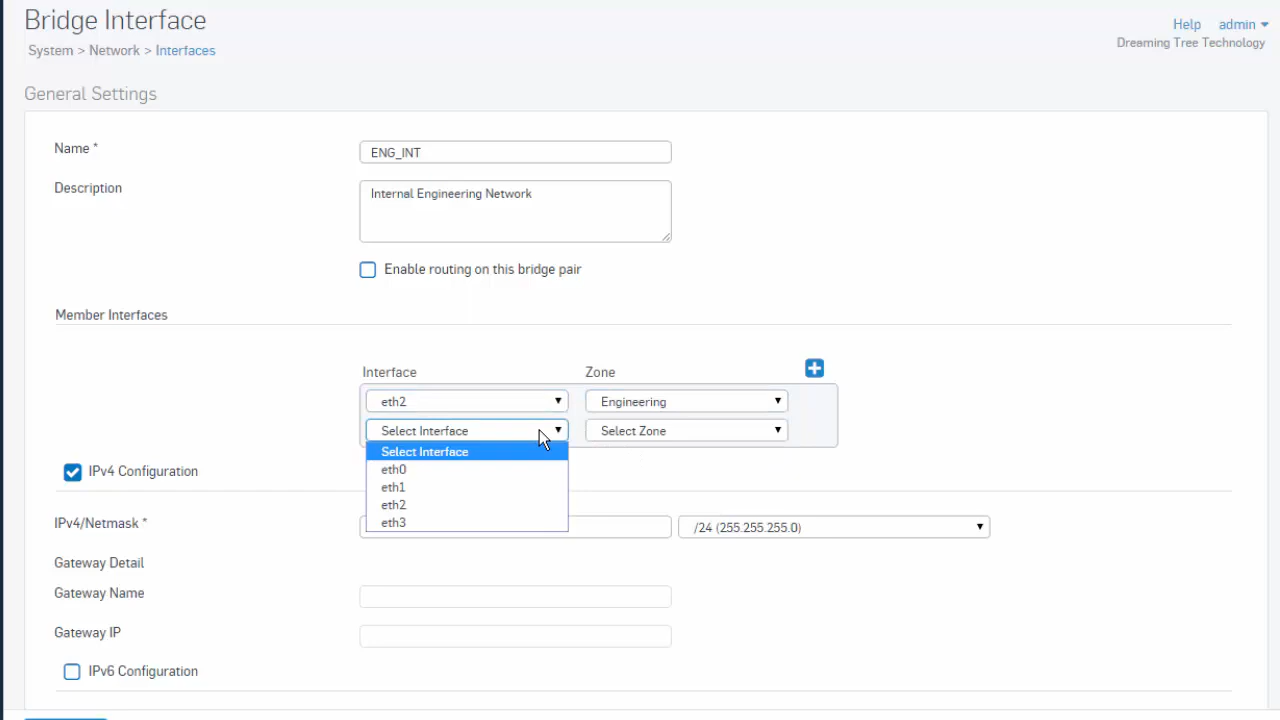 Bridge Interface
Help admin
System > Network > Interfaces
Dreaming Tree Technology
General Settings
Name *
ENG_INT
Description
Internal Engineering Network
Enable routing on this bridge pair
Member Interfaces
Interface Zone
eth2 Engineering
Select Interface Select Zone
Select Interface
eth0
eth1
eth2
eth3
IPv4 Configuration
IPv4/Netmask *
/24 (255.255.255.0)
Gateway Detail
Gateway Name
Gateway IP
IPv6 Configuration